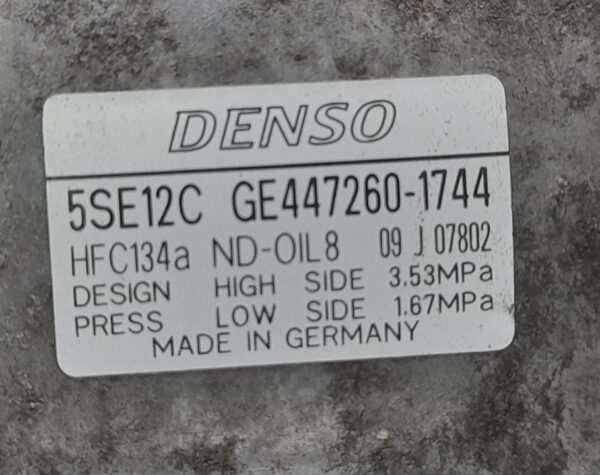 DENSO
5SE12C GE447260-1744
HFC134a ND-OIL8 09 J 07802
DESIGN HIGH SIDE 3.53MPa
PRESS LOW SIDE 1.67MPa
MADE IN GERMANY